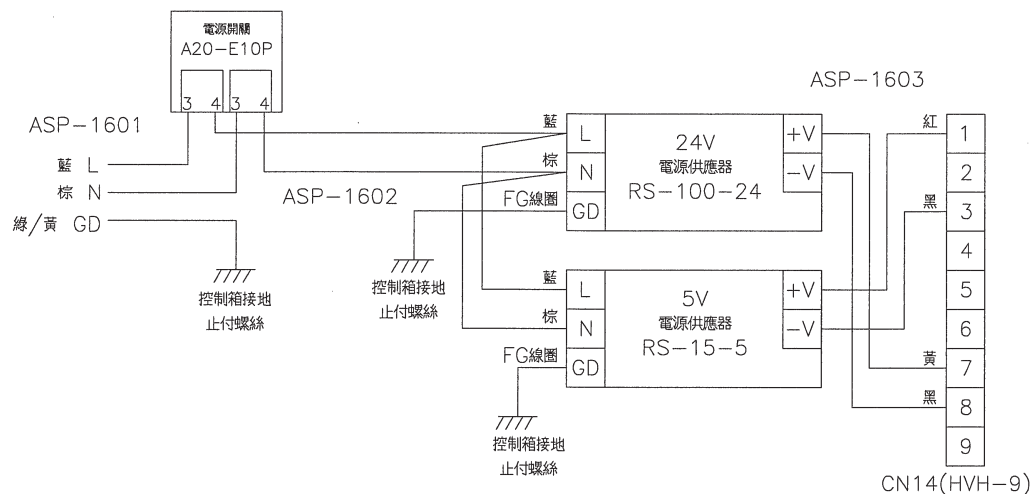 電源開關
A20-E10P
3 4 3 4
ASP-1601
藍 L
棕 N
綠/黃 GD
控制箱接地
止付螺絲
ASP-1602
藍
棕
FG線圈
控制箱接地
止付螺絲
L
N
GD
24V
電源供應器
RS-100-24
+V
-V
藍
棕
FG線圈
控制箱接地
止付螺絲
L
N
GD
5V
電源供應器
RS-15-5
+V
-V
ASP-1603
紅
黑
黃
黑
1
2
3
4
5
6
7
8
9
CN14(HVH-9)